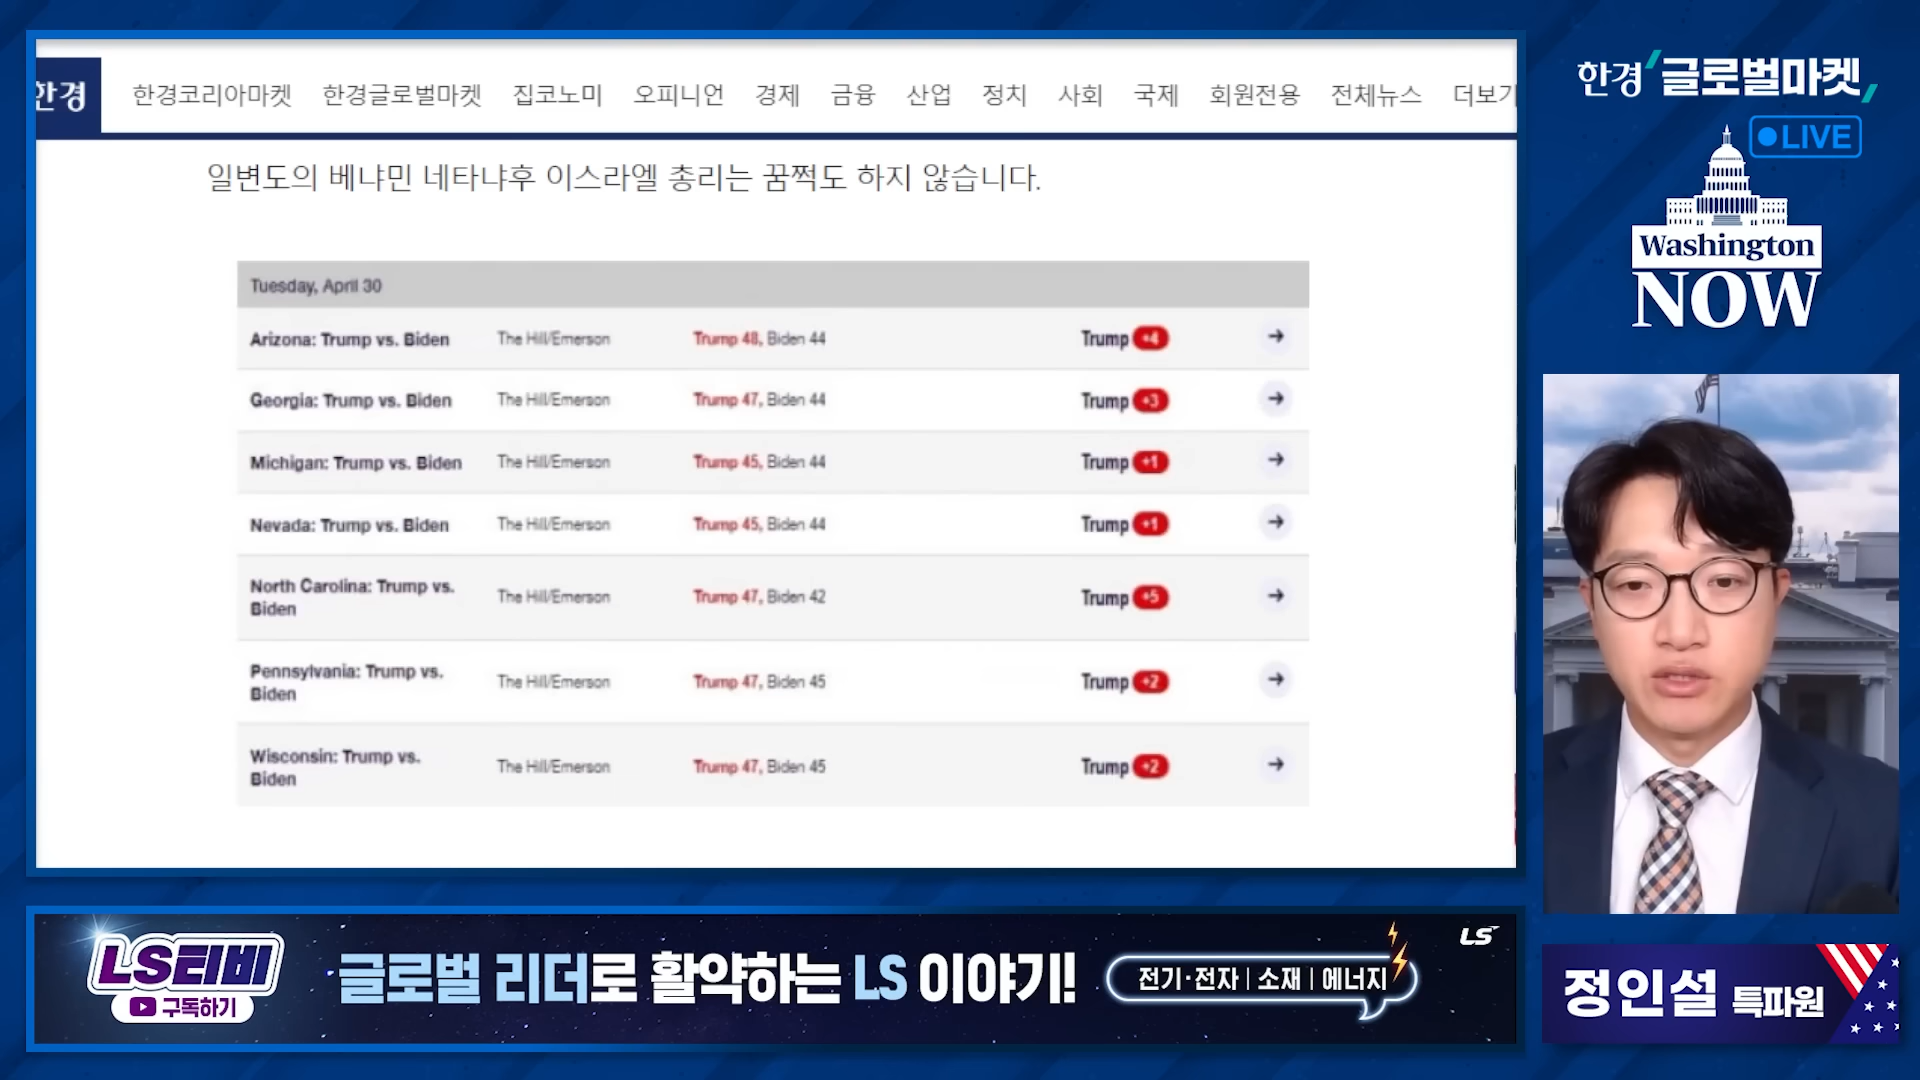 한경
한경코리아마켓 한경글로벌마켓 집코노미 오피니언 경제 금융 산업 정치 사회 국제 회원전용 전체뉴스 더보기
일변도의 베냐민 네타냐후 이스라엘 총리는 꿈쩍도 하지 않습니다.
Tuesday, April 30
Arizona: Trump vs. Biden The Hill/Emerson Trump 48, Biden 44 Trump +4 →
Georgia: Trump vs. Biden The Hill/Emerson Trump 47, Biden 44 Trump +3 →
Michigan: Trump vs. Biden The Hill/Emerson Trump 45, Biden 44 Trump +1 →
Nevada: Trump vs. Biden The Hill/Emerson Trump 45, Biden 44 Trump +1 →
North Carolina: Trump vs.
Biden The Hill/Emerson Trump 47, Biden 42 Trump +5 →
Pennsylvania: Trump vs.
Biden The Hill/Emerson Trump 47, Biden 45 Trump +2 →
Wisconsin: Trump vs.
Biden The Hill/Emerson Trump 47, Biden 45 Trump +2 →
한경 글로벌마켓
LIVE
Washington
NOW
LS티비
구독하기
글로벌 리더로 활약하는 LS 이야기!
전기·전자 | 소재 | 에너지
LS
정인설 특파원